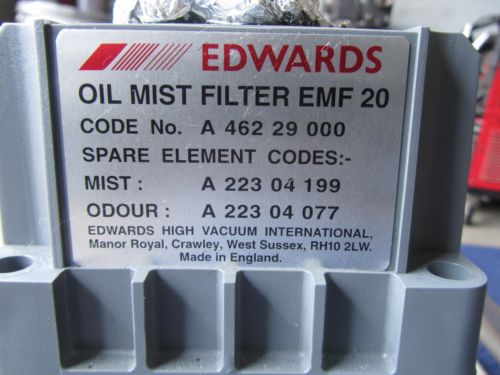 EDWARDS
OIL MIST FILTER EMF 20
CODE No. A 462 29 000
SPARE ELEMENT CODES:-
MIST : A 223 04 199
ODOUR : A 223 04 077
EDWARDS HIGH VACUUM INTERNATIONAL,
Manor Royal, Crawley, West Sussex, RH10 2LW.
Made in England.